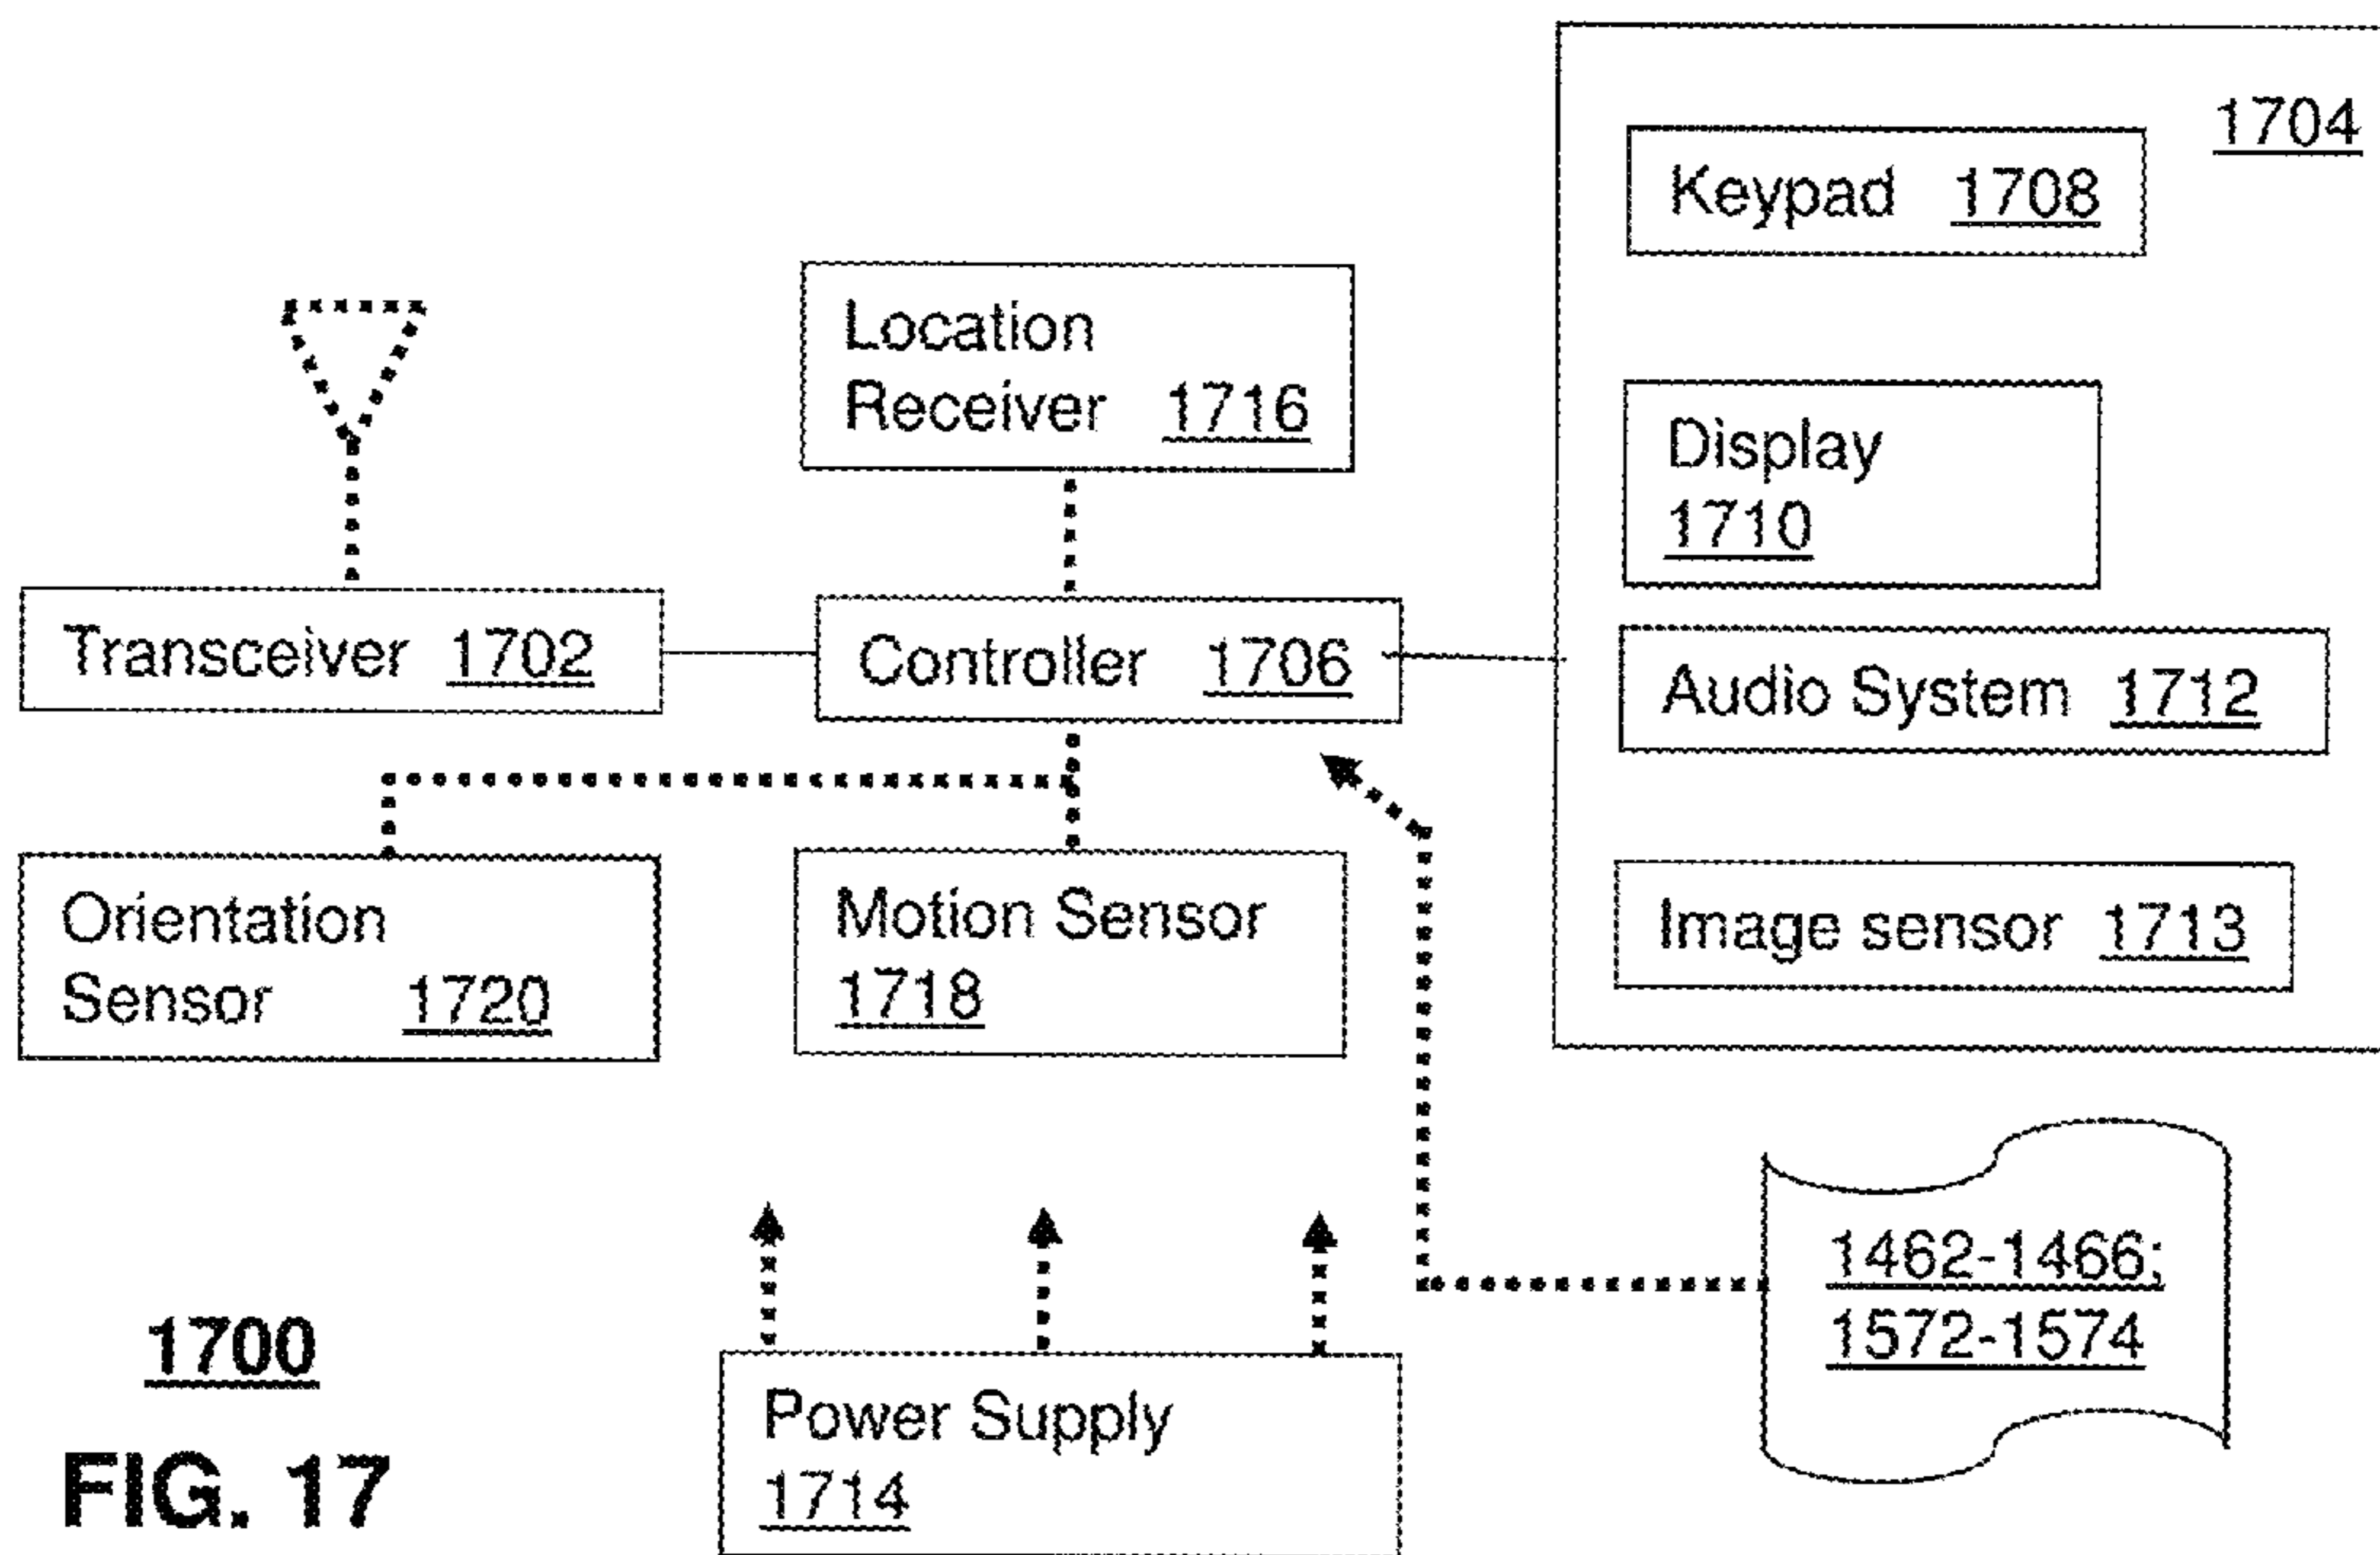 1704
Keypad 1708
Location
Receiver 1716
Display
1710
Transceiver 1702
Controller 1706
Audio System 1712
Orientation
Sensor 1720
Motion Sensor
1718
Image sensor 1713
1462-1466;
1572-1574
Power Supply
1714
1700
FIG. 17